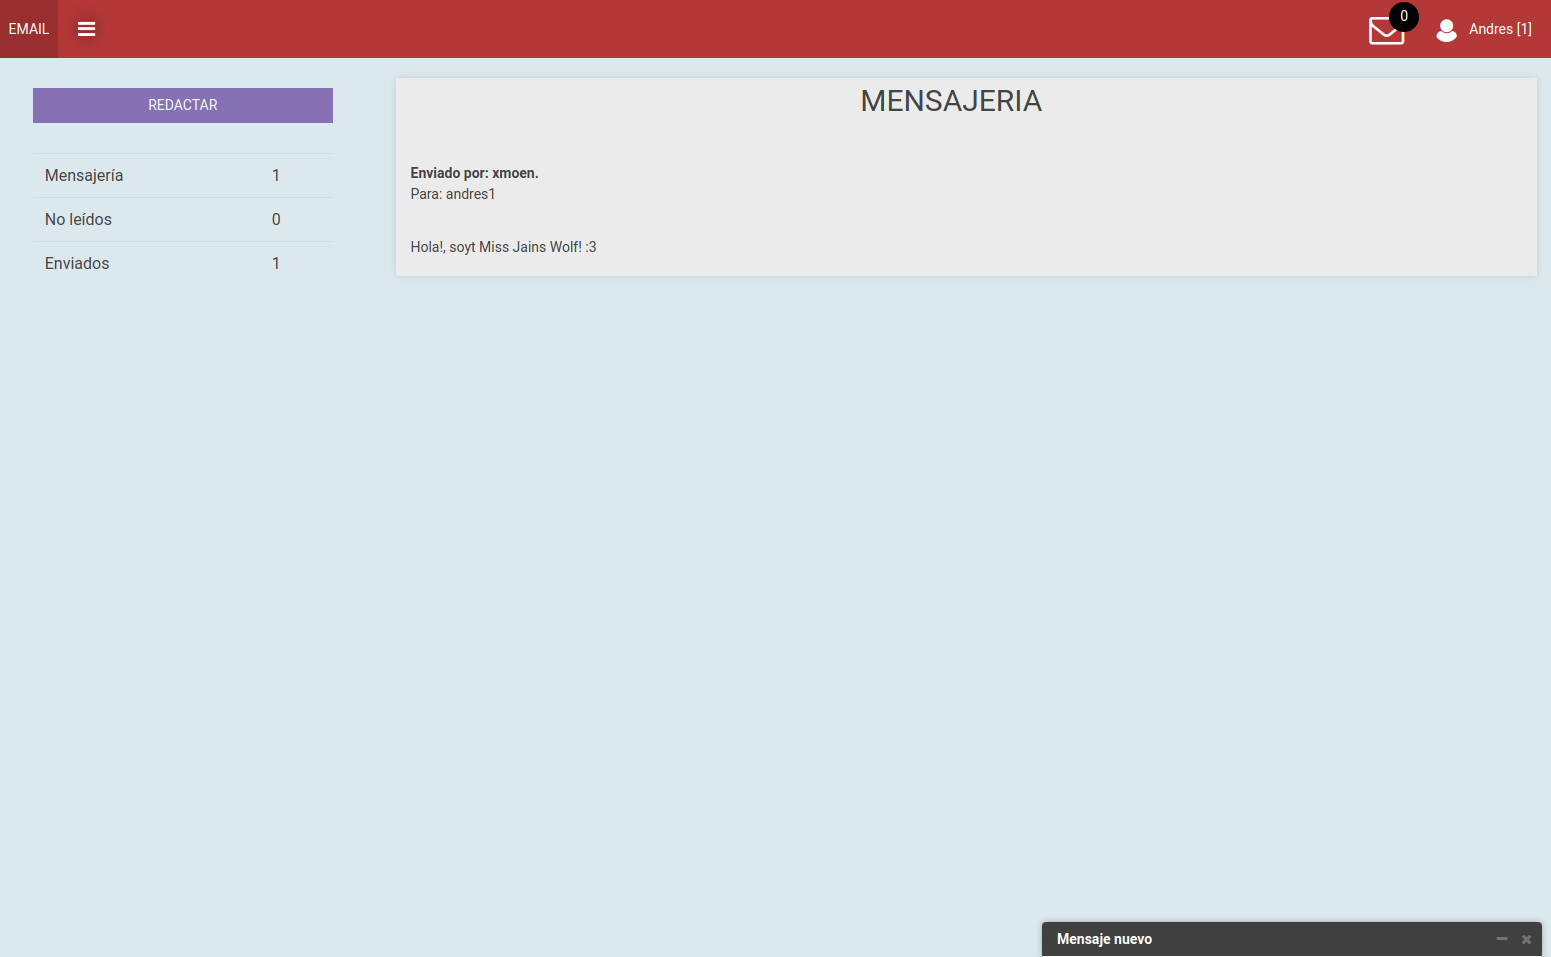 EMAIL
0
Andres [1]
REDACTAR
Mensajería 1
No leídos 0
Enviados 1
MENSAJERIA
Enviado por: xmoen.
Para: andres1
Hola!, soyt Miss Jains Wolf! :3
Mensaje nuevo